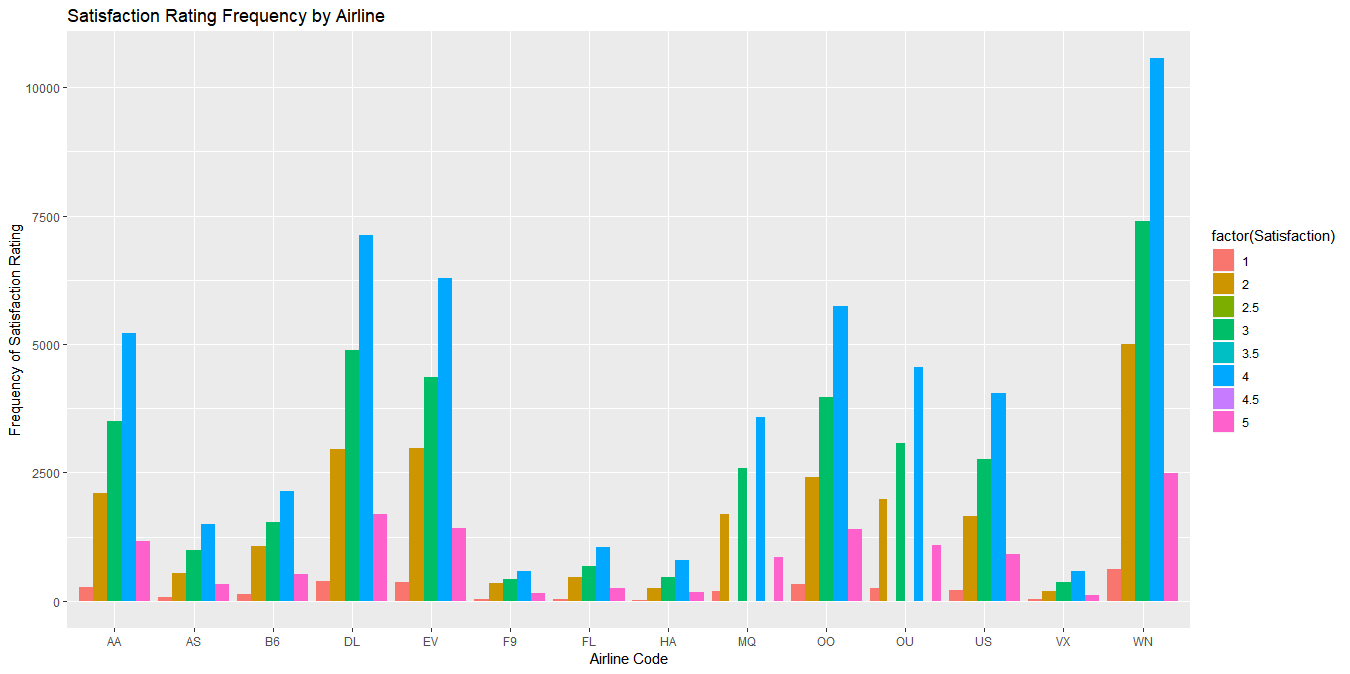 Satisfaction Rating Frequency by Airline
Frequency of Satisfaction Rating
10000
7500
5000
2500
0
AA AS B6 DL EV F9 FL HA MQ OO OU US VX WN
Airline Code
factor(Satisfaction)
1
2
2.5
3
3.5
4
4.5
5